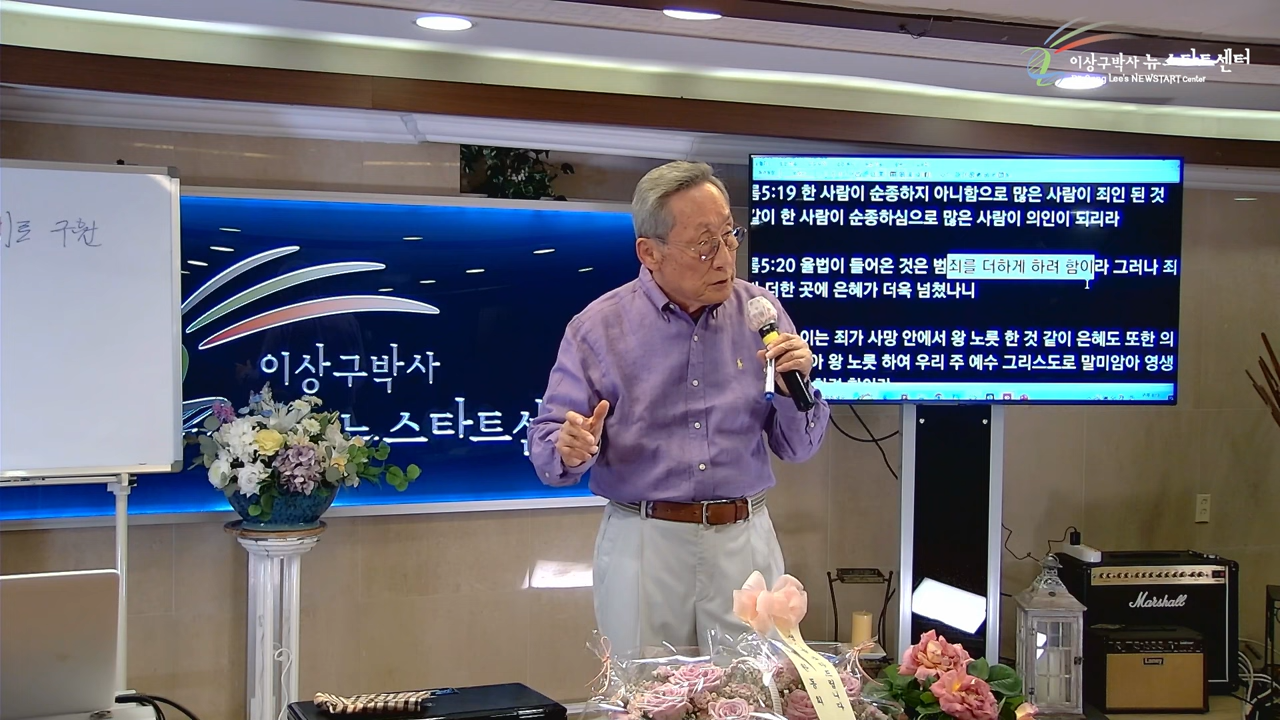 이상구박사 뉴스타트센터
Lee's NEWSTART Center
구원
5:19 한 사람이 순종하지 아니함으로 많은 사람이 죄인 된 것
같이 한 사람이 순종하심으로 많은 사람이 의인이 되리라
5:20 율법이 들어온 것은 범죄를 더하게 하려 함이라 그러나 죄
더한 곳에 은혜가 더욱 넘쳤나니
이는 죄가 사망 안에서 왕 노릇 한 것 같이 은혜도 또한 의
왕 노릇 하여 우리 주 예수 그리스도로 말미암아 영생
이상구박사
뉴스타트센
Marshall
Laney